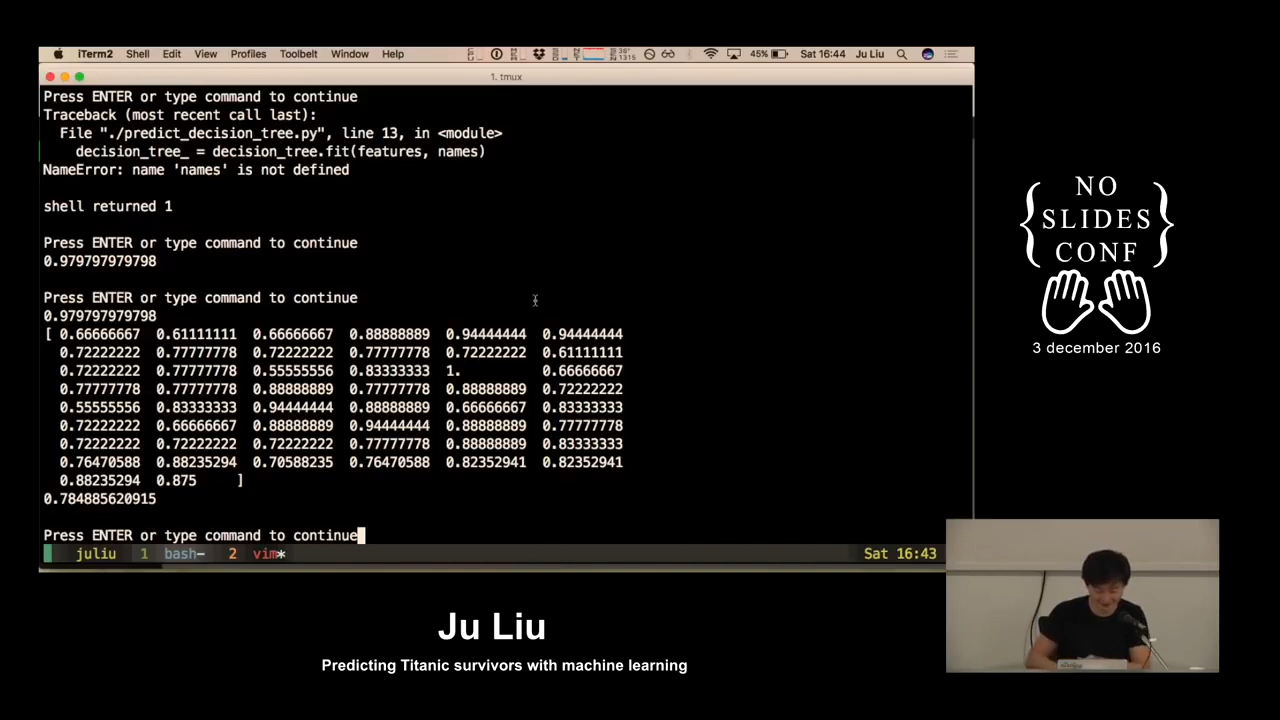 iTerm2 Shell Edit View Profiles Toolbelt Window Help 45% Sat 16:44 Ju Liu
1. tmux
Press ENTER or type command to continue
Traceback (most recent call last):
File "./predict_decision_tree.py", line 13, in <module>
decision_tree_ = decision_tree.fit(features, names)
NameError: name 'names' is not defined
shell returned 1
Press ENTER or type command to continue
0.979797979798
Press ENTER or type command to continue
0.979797979798
[ 0.66666667 0.61111111 0.66666667 0.88888889 0.94444444 0.94444444
0.72222222 0.77777778 0.72222222 0.77777778 0.72222222 0.61111111
0.72222222 0.77777778 0.55555556 0.83333333 1. 0.66666667
0.77777778 0.77777778 0.88888889 0.77777778 0.88888889 0.72222222
0.55555556 0.83333333 0.94444444 0.88888889 0.66666667 0.83333333
0.72222222 0.66666667 0.88888889 0.94444444 0.88888889 0.77777778
0.72222222 0.72222222 0.72222222 0.77777778 0.88888889 0.83333333
0.76470588 0.88235294 0.70588235 0.76470588 0.82352941 0.82352941
0.88235294 0.875 ]
0.784885620915
Press ENTER or type command to continue
juliu 1 bash- 2 vim* Sat 16:43
NO
{ SLIDES }
CONF
3 december 2016
Ju Liu
Predicting Titanic survivors with machine learning